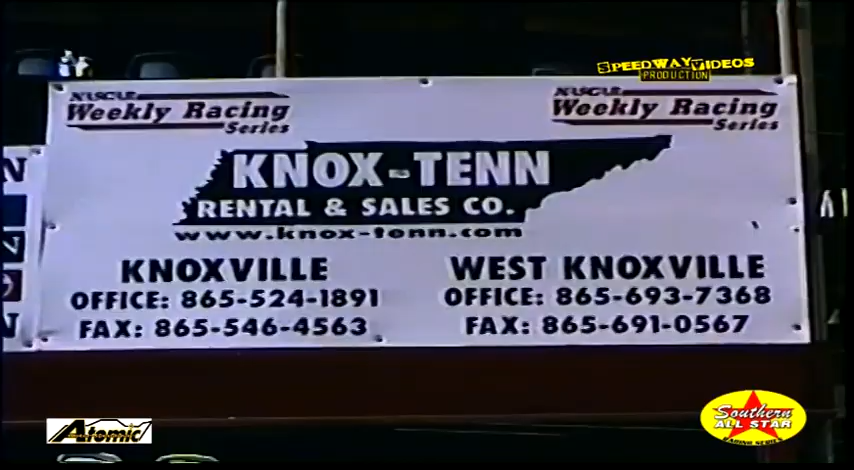 SPEEDWAYVIDEOS
PRODUCTION
NASCAR
Weekly Racing
Series
NASCAR
Weekly Racing
Series
KNOX-TENN
RENTAL & SALES CO.
www.knox-tenn.com
KNOXVILLE
OFFICE: 865-524-1891
FAX: 865-546-4563
WEST KNOXVILLE
OFFICE: 865-693-7368
FAX: 865-691-0567
Atomic
Southern
ALL STAR
RACING SERIES